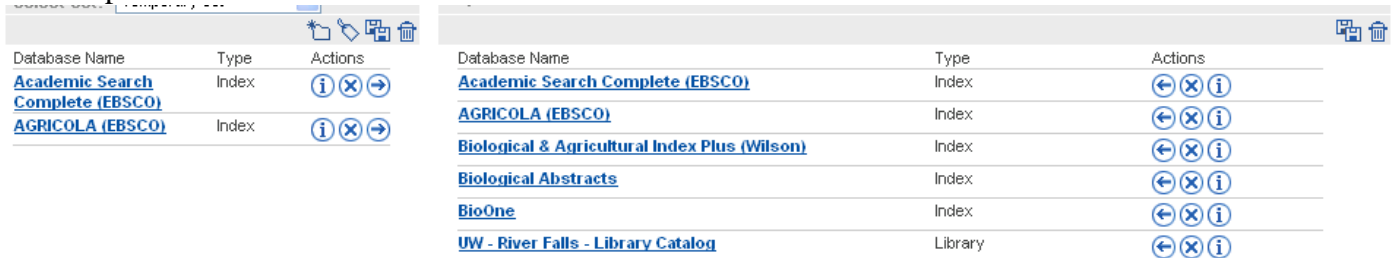 Database Name Type Actions
Academic Search Index
Complete (EBSCO)
AGRICOLA (EBSCO) Index
Database Name Type Actions
Academic Search Complete (EBSCO) Index
AGRICOLA (EBSCO) Index
Biological & Agricultural Index Plus (Wilson) Index
Biological Abstracts Index
BioOne Index
UW - River Falls - Library Catalog Library